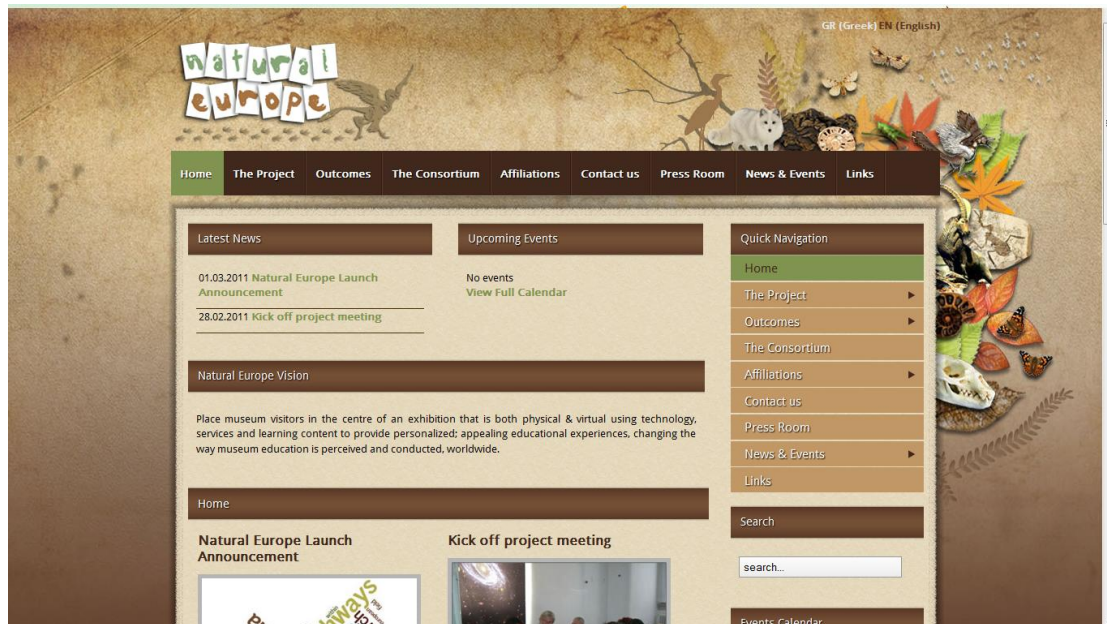 GR (Greek) EN (English)
natural
europe
Home The Project Outcomes The Consortium Affiliations Contact us Press Room News & Events Links
Latest News
01.03.2011 Natural Europe Launch
Announcement
28.02.2011 Kick off project meeting
Upcoming Events
No events
View Full Calendar
Natural Europe Vision
Place museum visitors in the centre of an exhibition that is both physical & virtual using technology,
services and learning content to provide personalized; appealing educational experiences, changing the
way museum education is perceived and conducted, worldwide.
Home
Natural Europe Launch
Announcement
Kick off project meeting
Quick Navigation
Home
The Project
Outcomes
The Consortium
Affiliations
Contact us
Press Room
News & Events
Links
Search
search...
Events Calendar